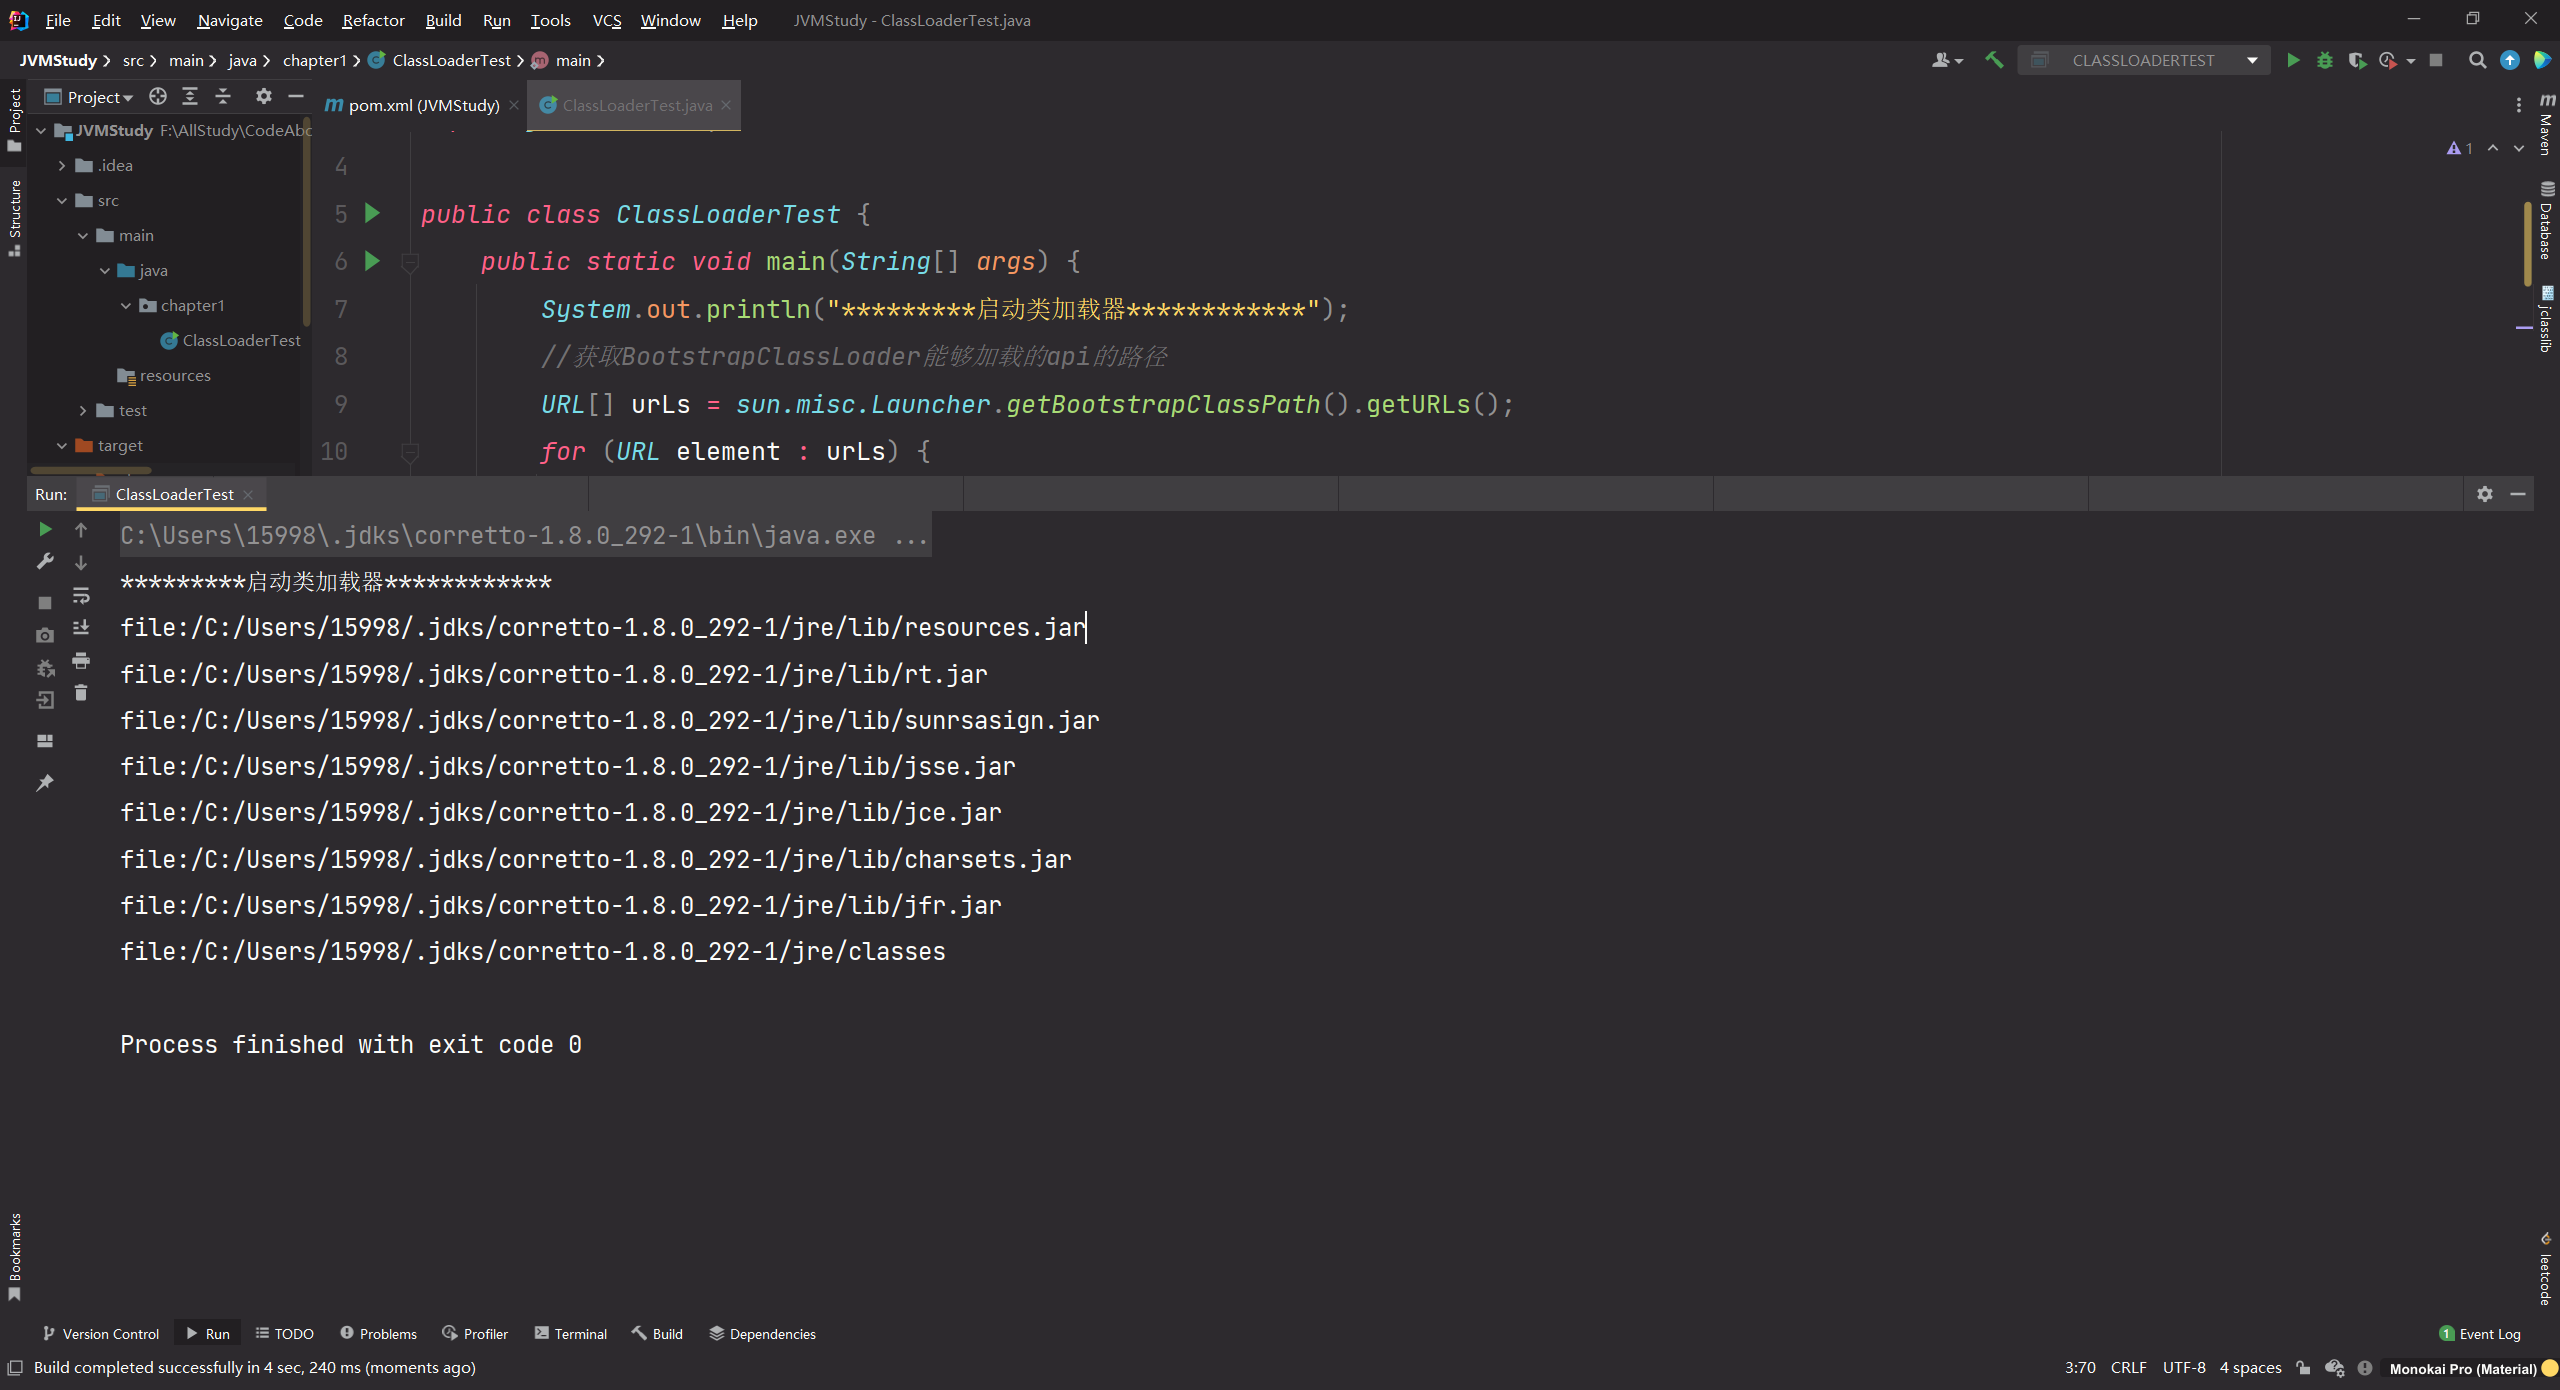 File Edit View Navigate Code Refactor Build Run Tools VCS Window Help JVMStudy - ClassLoaderTest.java
JVMStudy src main java chapter1 ClassLoaderTest main CLASSLOADERTEST
Project
pom.xml (JVMStudy) ClassLoaderTest.java
Project
Structure
JVMStudy F:\AllStudy\CodeAbc
.idea
src
main
java
chapter1
ClassLoaderTest
resources
test
target
4
5 public class ClassLoaderTest {
6 public static void main(String[] args) {
7 System.out.println("*********启动类加载器************");
8 //获取BootstrapClassLoader能够加载的api的路径
9 URL[] urLs = sun.misc.Launcher.getBootstrapClassPath().getURLs();
10 for (URL element : urLs) {
1
Maven
Database
jclasslib
Run: ClassLoaderTest
C:\Users\15998\.jdks\corretto-1.8.0_292-1\bin\java.exe ...
*********启动类加载器************
file:/C:/Users/15998/.jdks/corretto-1.8.0_292-1/jre/lib/resources.jar
file:/C:/Users/15998/.jdks/corretto-1.8.0_292-1/jre/lib/rt.jar
file:/C:/Users/15998/.jdks/corretto-1.8.0_292-1/jre/lib/sunrsasign.jar
file:/C:/Users/15998/.jdks/corretto-1.8.0_292-1/jre/lib/jsse.jar
file:/C:/Users/15998/.jdks/corretto-1.8.0_292-1/jre/lib/jce.jar
file:/C:/Users/15998/.jdks/corretto-1.8.0_292-1/jre/lib/charsets.jar
file:/C:/Users/15998/.jdks/corretto-1.8.0_292-1/jre/lib/jfr.jar
file:/C:/Users/15998/.jdks/corretto-1.8.0_292-1/jre/classes
Process finished with exit code 0
Bookmarks
leetcode
Version Control Run TODO Problems Profiler Terminal Build Dependencies 1 Event Log
Build completed successfully in 4 sec, 240 ms (moments ago) 3:70 CRLF UTF-8 4 spaces Monokai Pro (Material)